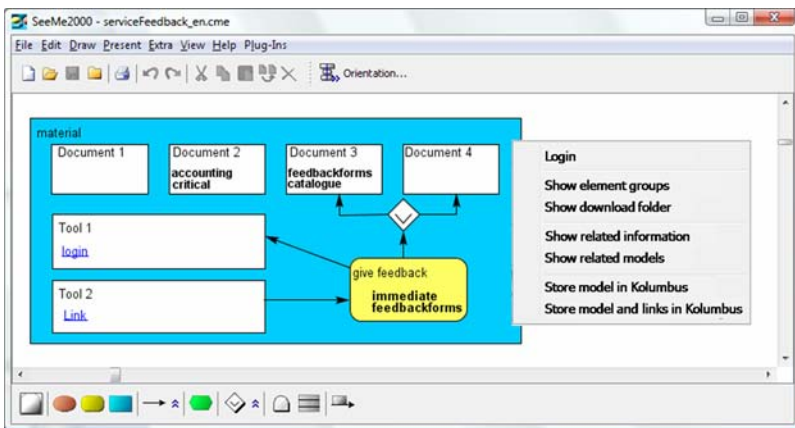 SeeMe2000 - serviceFeedback_en.cme
File Edit Draw Present Extra View Help Plug-Ins
Orientation...
material
Document 1
Document 2
accounting
critical
Document 3
feedbackforms
catalogue
Document 4
Tool 1
login
Tool 2
Link
give feedback
immediate
feedbackforms
Login
Show element groups
Show download folder
Show related information
Show related models
Store model in Kolumbus
Store model and links in Kolumbus